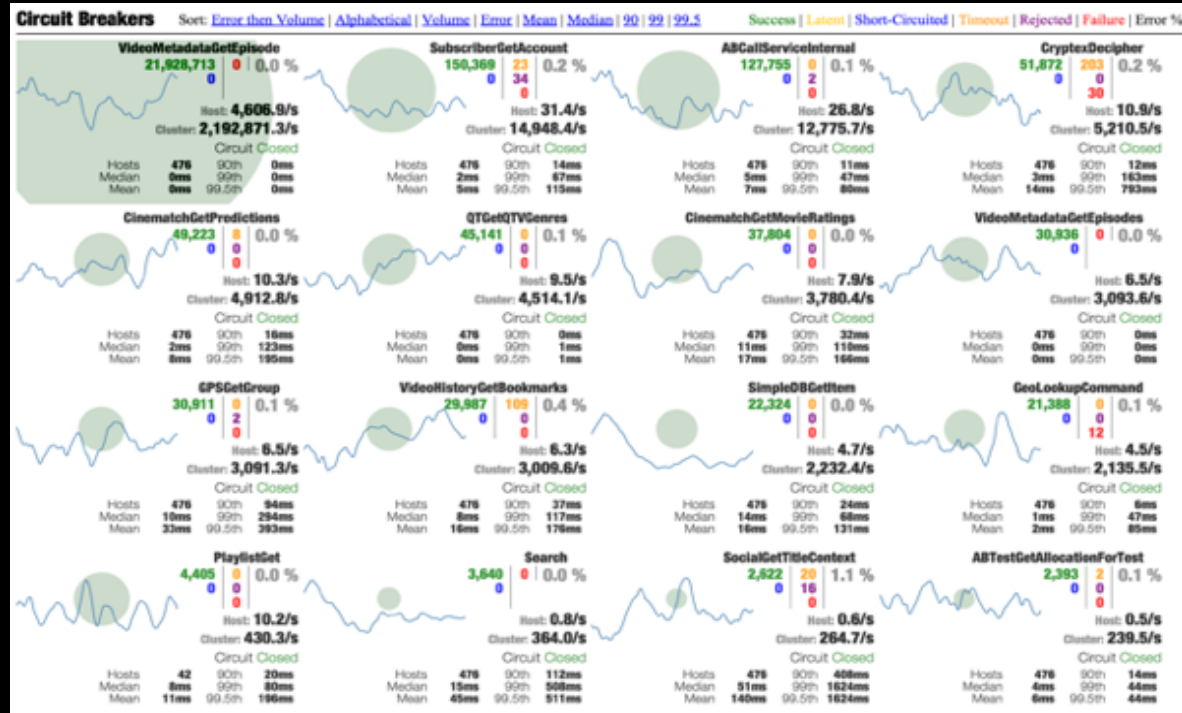 Circuit Breakers Sort: Error then Volume | Alphabetical | Volume | Error | Mean | Median | 90 | 99 | 99.5 Success | Latent | Short-Circuited | Timeout | Rejected | Failure | Error %
VideoMetadataGetEpisode
21,928,713 0 0.0 %
0
Host: 4,606.9/s
Cluster: 2,192,871.3/s
Circuit Closed
Hosts 476 90th 0ms
Median 0ms 99th 0ms
Mean 0ms 99.5th 0ms
SubscriberGetAccount
150,369 23 0.2 %
0 34
0
Host: 31.4/s
Cluster: 14,948.4/s
Circuit Closed
Hosts 476 90th 14ms
Median 2ms 99th 67ms
Mean 5ms 99.5th 115ms
ABCallServiceInternal
127,755 0 0.1 %
0 2
0
Host: 26.8/s
Cluster: 12,775.7/s
Circuit Closed
Hosts 476 90th 11ms
Median 5ms 99th 47ms
Mean 7ms 99.5th 80ms
CryptexDecipher
51,872 203 0.2 %
0 0
30
Host: 10.9/s
Cluster: 5,210.5/s
Circuit Closed
Hosts 476 90th 12ms
Median 3ms 99th 163ms
Mean 14ms 99.5th 793ms
CinematchGetPredictions
49,223 8 0.0 %
0 0
0
Host: 10.3/s
Cluster: 4,912.8/s
Circuit Closed
Hosts 476 90th 16ms
Median 2ms 99th 123ms
Mean 8ms 99.5th 195ms
QTGetQTVGenres
45,141 0 0.1 %
0 0
0
Host: 9.5/s
Cluster: 4,514.1/s
Circuit Closed
Hosts 476 90th 0ms
Median 0ms 99th 1ms
Mean 0ms 99.5th 1ms
CinematchGetMovieRatings
37,804 0 0.0 %
0 0
0
Host: 7.9/s
Cluster: 3,780.4/s
Circuit Closed
Hosts 476 90th 32ms
Median 11ms 99th 110ms
Mean 17ms 99.5th 166ms
VideoMetadataGetEpisodes
30,936 0 0.0 %
0
Host: 6.5/s
Cluster: 3,093.6/s
Circuit Closed
Hosts 476 90th 0ms
Median 0ms 99th 0ms
Mean 0ms 99.5th 0ms
GPSGetGroup
30,911 0 0.1 %
0 2
0
Host: 6.5/s
Cluster: 3,091.3/s
Circuit Closed
Hosts 476 90th 94ms
Median 10ms 99th 294ms
Mean 33ms 99.5th 393ms
VideoHistoryGetBookmarks
29,987 109 0.4 %
0 0
0
Host: 6.3/s
Cluster: 3,009.6/s
Circuit Closed
Hosts 476 90th 37ms
Median 8ms 99th 117ms
Mean 16ms 99.5th 176ms
SimpleDBGetItem
22,324 0 0.0 %
0 0
0
Host: 4.7/s
Cluster: 2,232.4/s
Circuit Closed
Hosts 476 90th 24ms
Median 14ms 99th 68ms
Mean 16ms 99.5th 131ms
GeoLookupCommand
21,388 0 0.1 %
0 0
12
Host: 4.5/s
Cluster: 2,135.5/s
Circuit Closed
Hosts 476 90th 6ms
Median 1ms 99th 47ms
Mean 2ms 99.5th 85ms
PlaylistGet
4,405 0 0.0 %
0 0
0
Host: 10.2/s
Cluster: 430.3/s
Circuit Closed
Hosts 42 90th 20ms
Median 8ms 99th 80ms
Mean 11ms 99.5th 196ms
Search
3,640 0 0.0 %
0
Host: 0.8/s
Cluster: 364.0/s
Circuit Closed
Hosts 476 90th 112ms
Median 15ms 99th 508ms
Mean 45ms 99.5th 511ms
SocialGetTitleContext
2,622 20 1.1 %
0 16
0
Host: 0.6/s
Cluster: 264.7/s
Circuit Closed
Hosts 476 90th 408ms
Median 51ms 99th 1624ms
Mean 140ms 99.5th 1624ms
ABTestGetAllocationForTest
2,393 2 0.1 %
0 0
0
Host: 0.5/s
Cluster: 239.5/s
Circuit Closed
Hosts 476 90th 14ms
Median 4ms 99th 44ms
Mean 6ms 99.5th 44ms